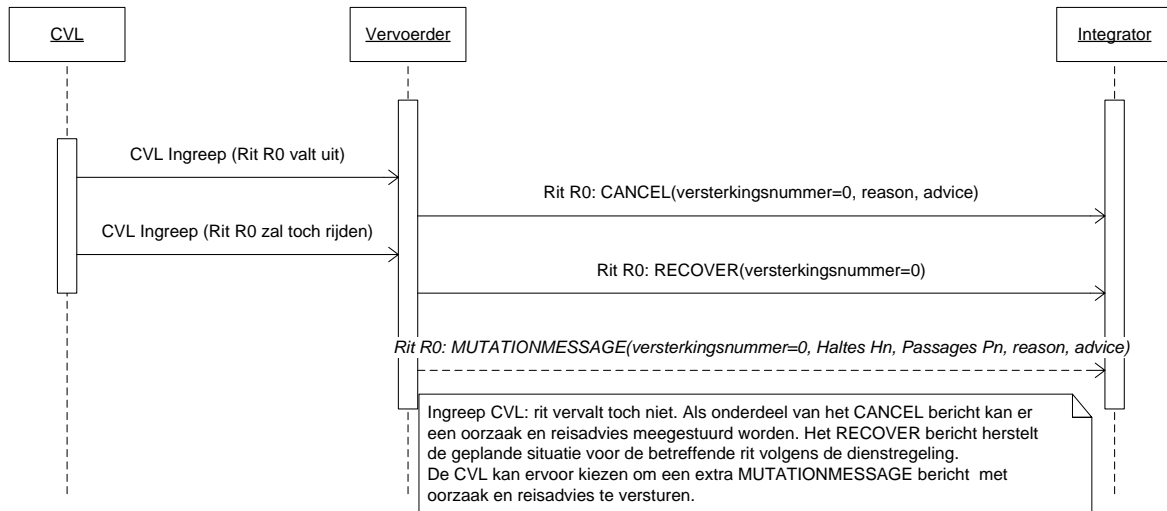 CVL
Vervoerder
Integrator
CVL Ingreep (Rit R0 valt uit)
Rit R0: CANCEL(versterkingsnummer=0, reason, advice)
CVL Ingreep (Rit R0 zal toch rijden)
Rit R0: RECOVER(versterkingsnummer=0)
Rit R0: MUTATIONMESSAGE(versterkingsnummer=0, Haltes Hn, Passages Pn, reason, advice)
Ingreep CVL: rit vervalt toch niet. Als onderdeel van het CANCEL bericht kan er
een oorzaak en reisadvies meegestuurd worden. Het RECOVER bericht herstelt
de geplande situatie voor de betreffende rit volgens de dienstregeling.
De CVL kan ervoor kiezen om een extra MUTATIONMESSAGE bericht met
oorzaak en reisadvies te versturen.